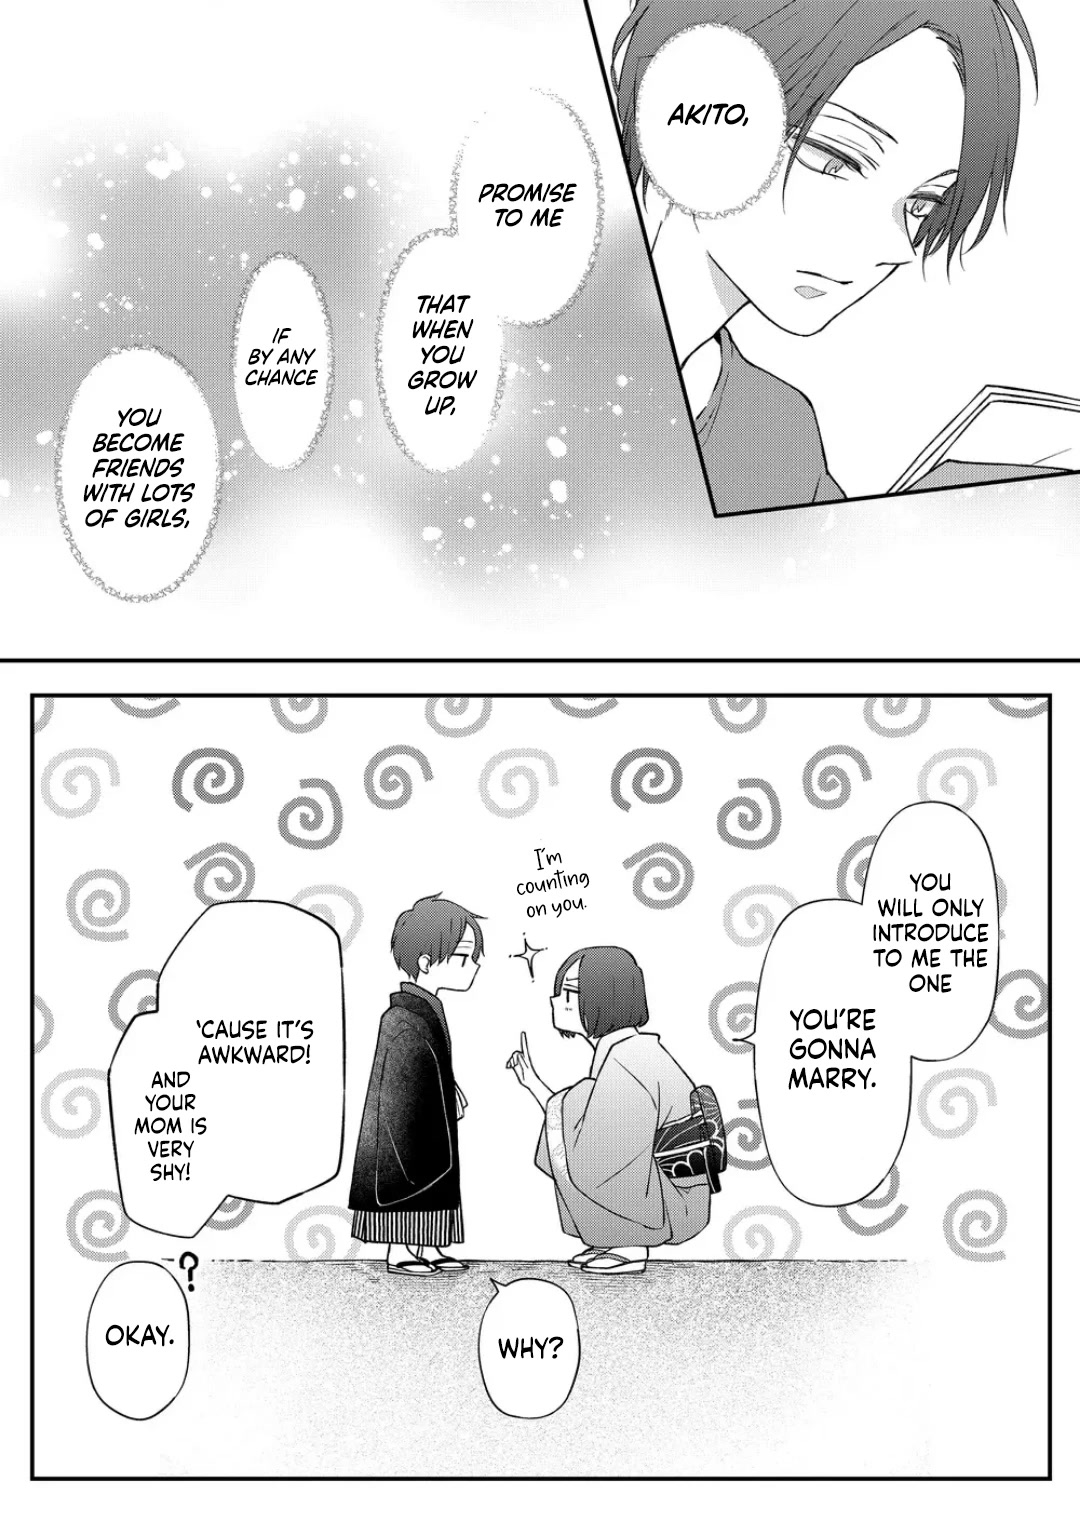 AKITO,
PROMISE
TO ME
THAT
WHEN
YOU
GROW
UP,
IF
BY ANY
CHANCE
YOU
BECOME
FRIENDS
WITH LOTS
OF GIRLS,
YOU
WILL ONLY
INTRODUCE
TO ME THE
ONE
YOU'RE
GONNA
MARRY.
I'm
counting
on you.
WHY?
'CAUSE IT'S
AWKWARD!
AND
YOUR
MOM IS
VERY
SHY!
?
OKAY.